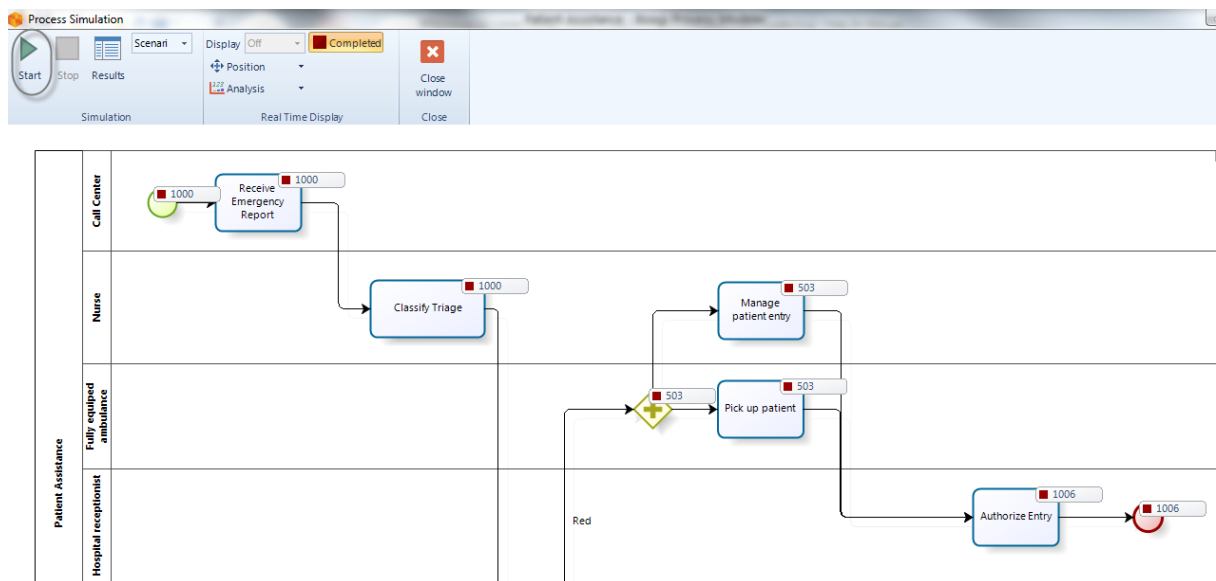 Process Simulation
Start
Stop
Results
Scenari
Simulation
Display Off
Completed
Position
Analysis
Real Time Display
Close
window
Close
Patient Assistance
Call Center
1000
Receive
Emergency
Report
1000
Nurse
Classify Triage
1000
Manage
patient entry
503
Fully equiped
ambulance
503
Pick up patient
503
Hospital receptionist
Red
Authorize Entry
1006
1006